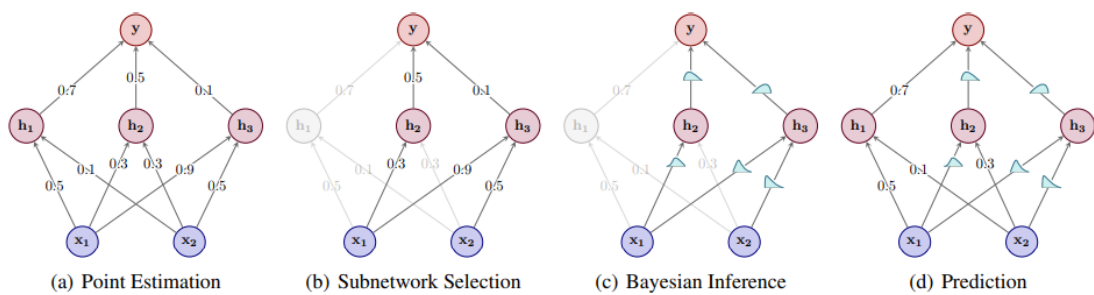 y y y y
0.7 0.5 0.1 0.7 0.5 0.1 0.7 0.7
h₁ h₂ h₃ h₁ h₂ h₃ h₁ h₂ h₃ h₁ h₂ h₃
0.5 0.1 0.3 0.3 0.9 0.5 0.5 0.1 0.3 0.3 0.9 0.5 0.5 0.1 0.3 0.5 0.1 0.3
x₁ x₂ x₁ x₂ x₁ x₂ x₁ x₂
(a) Point Estimation (b) Subnetwork Selection (c) Bayesian Inference (d) Prediction